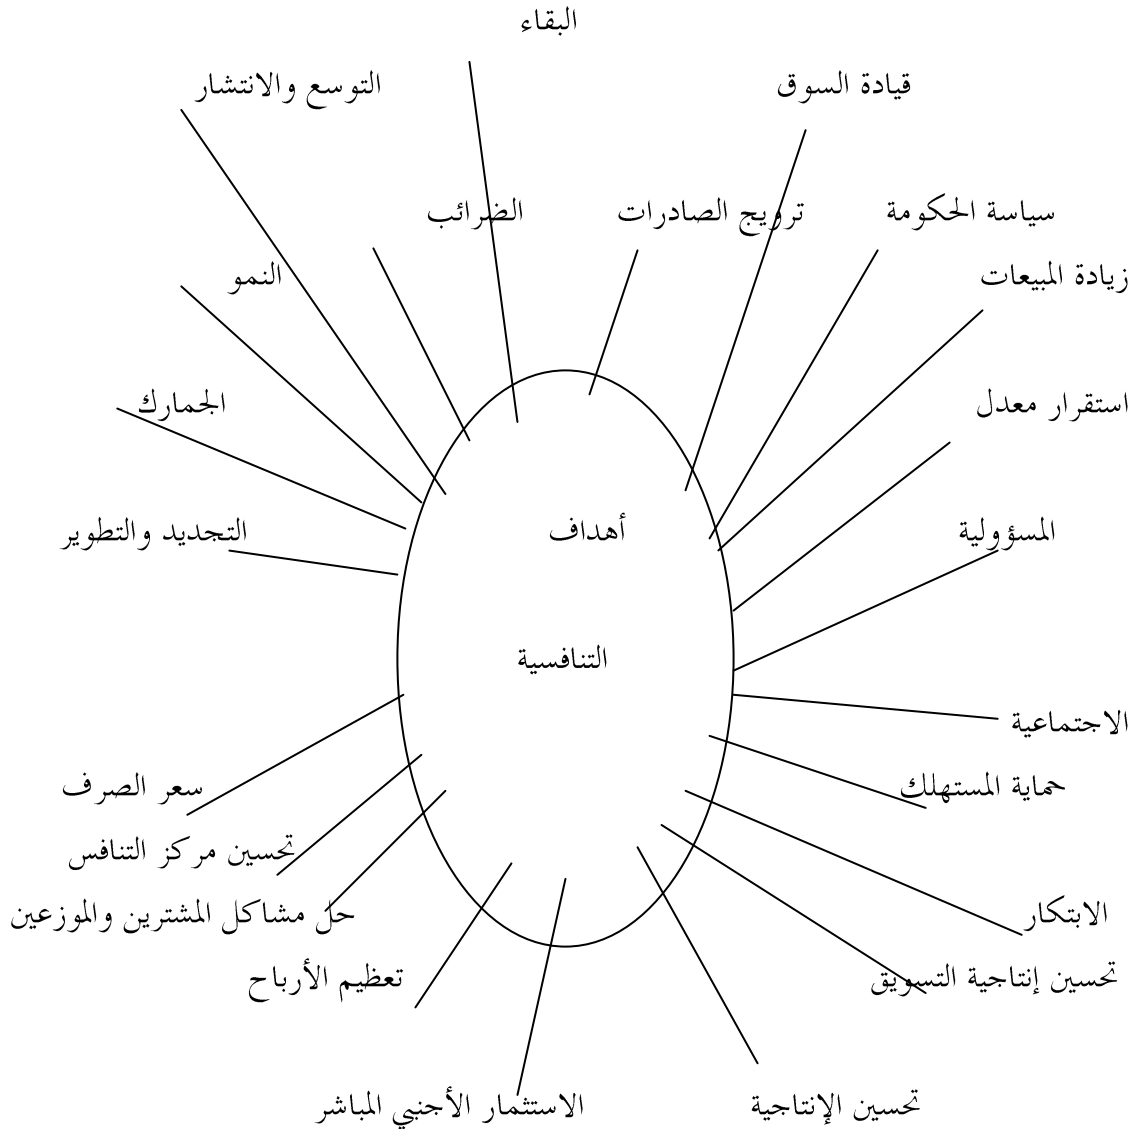 البقاء
قيادة السوق
التوسع والانتشار
سياسة الحكومة
ترويج الصادرات
الضرائب
زيادة المبيعات
النمو
استقرار معدل
الجمارك
المسؤولية
أهداف
التجديد والتطوير
التنافسية
الاجتماعية
حماية المستهلك
سعر الصرف
تحسين مركز التنافس
الابتكار
حل مشاكل المشترين والموزعين
تحسين إنتاجية التسويق
تعظيم الأرباح
تحسين الإنتاجية
الاستثمار الأجنبي المباشر